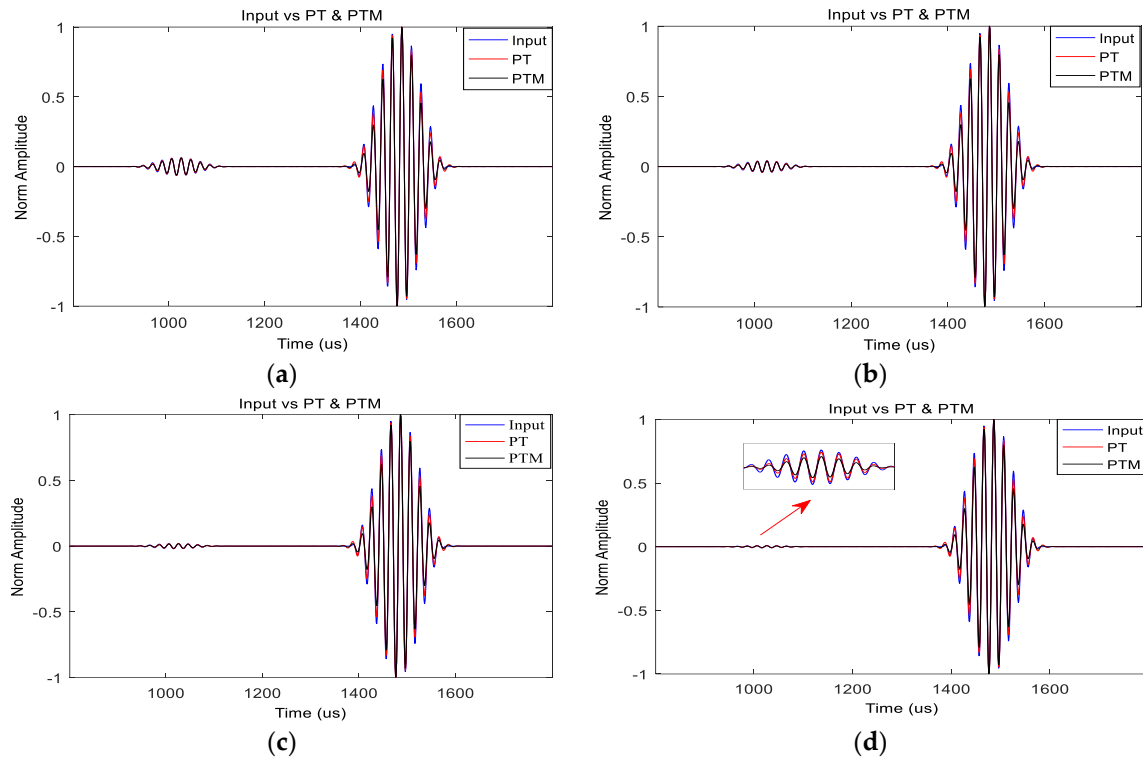 Input vs PT & PTM
Norm Amplitude
1
0.5
0
-0.5
-1
Input
PT
PTM
1000
1200
1400
1600
Time (us)
(a)
Input vs PT & PTM
Norm Amplitude
1
0.5
0
-0.5
-1
Input
PT
PTM
1000
1200
1400
1600
Time (us)
(b)
Input vs PT & PTM
Norm Amplitude
1
0.5
0
-0.5
-1
Input
PT
PTM
1000
1200
1400
1600
Time (us)
(c)
Input vs PT & PTM
Norm Amplitude
1
0.5
0
-0.5
-1
Input
PT
PTM
1000
1200
1400
1600
Time (us)
(d)